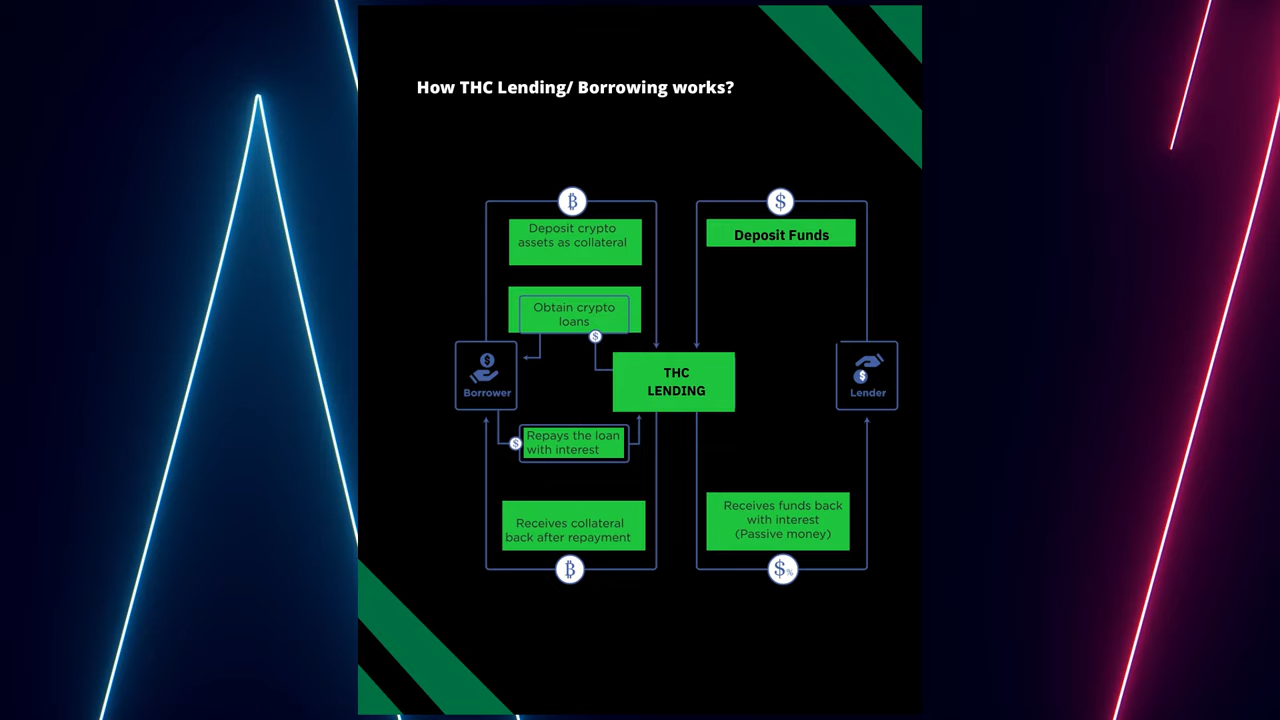 How THC Lending/ Borrowing works?
Deposit crypto
assets as collateral
Deposit Funds
Obtain crypto
loans
THC
LENDING
Borrower
Lender
Repays the loan
with interest
Receives collateral
back after repayment
Receives funds back
with interest
(Passive money)